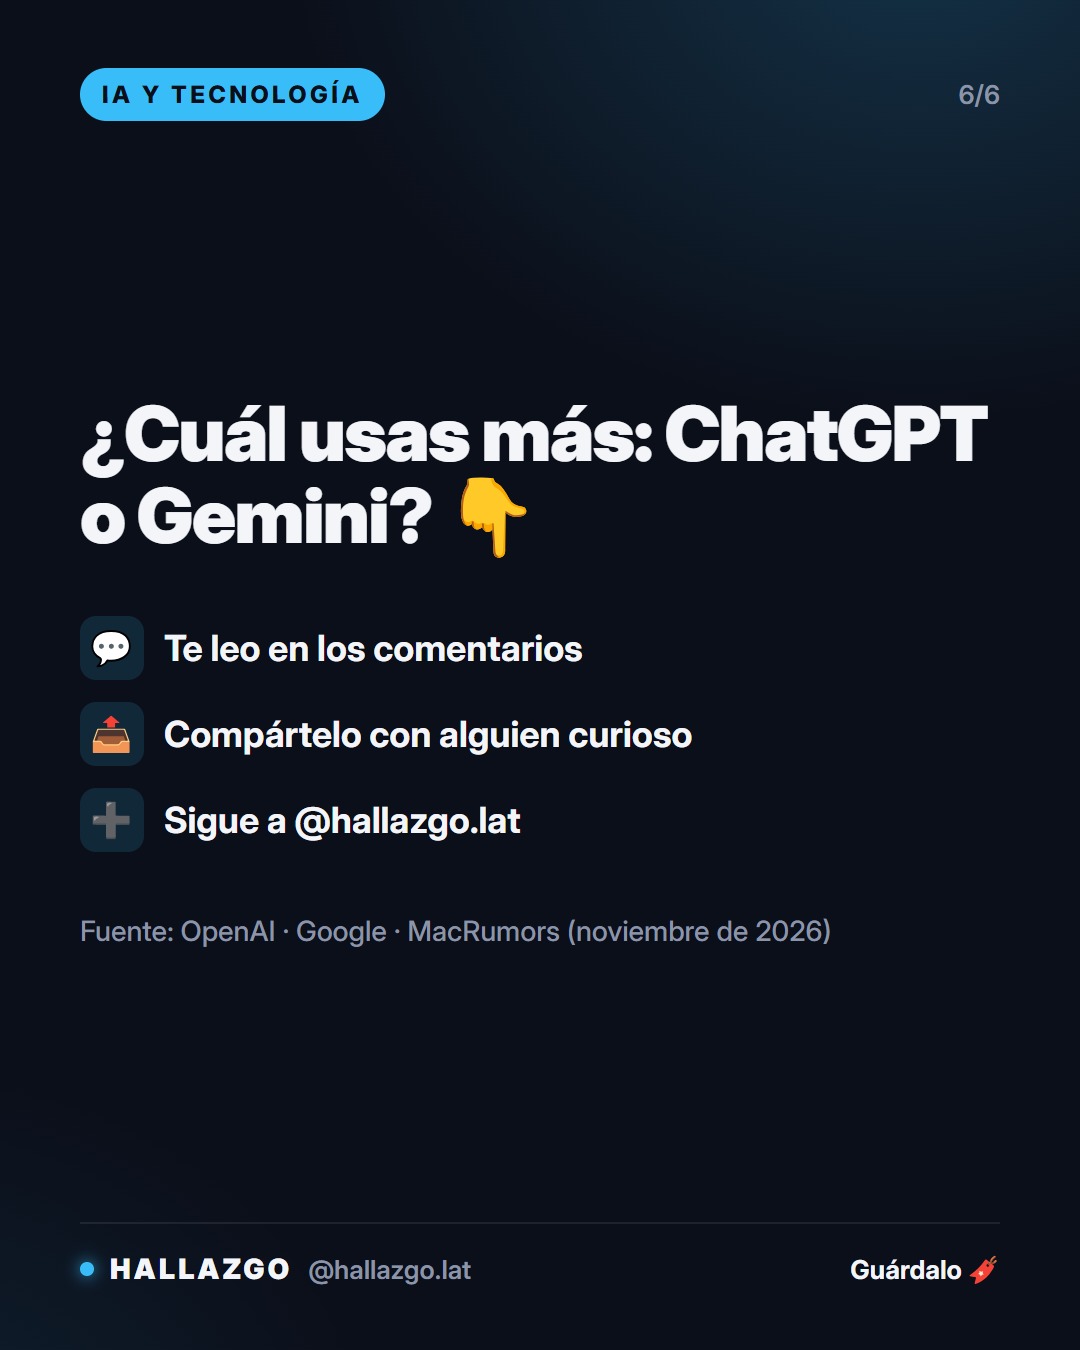 IA Y TECNOLOGÍA
6/6
¿Cuál usas más: ChatGPT
o Gemini? 👇
Te leo en los comentarios
Compártelo con alguien curioso
Sigue a @hallazgo.lat
Fuente: OpenAI · Google · MacRumors (noviembre de 2026)
HALLAZGO @hallazgo.lat
Guárdalo 🔖